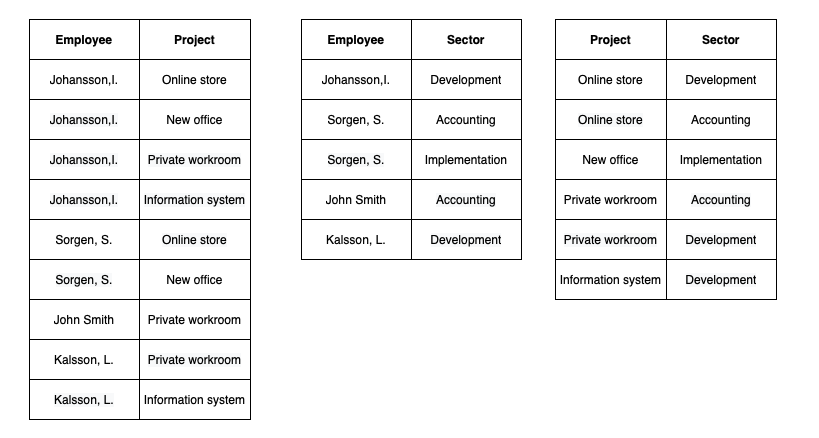 Employee Project
Johansson,I. Online store
Johansson,I. New office
Johansson,I. Private workroom
Johansson,I. Information system
Sorgen, S. Online store
Sorgen, S. New office
John Smith Private workroom
Kalsson, L. Private workroom
Kalsson, L. Information system
Employee Sector
Johansson,I. Development
Sorgen, S. Accounting
Sorgen, S. Implementation
John Smith Accounting
Kalsson, L. Development
Project Sector
Online store Development
Online store Accounting
New office Implementation
Private workroom Accounting
Private workroom Development
Information system Development